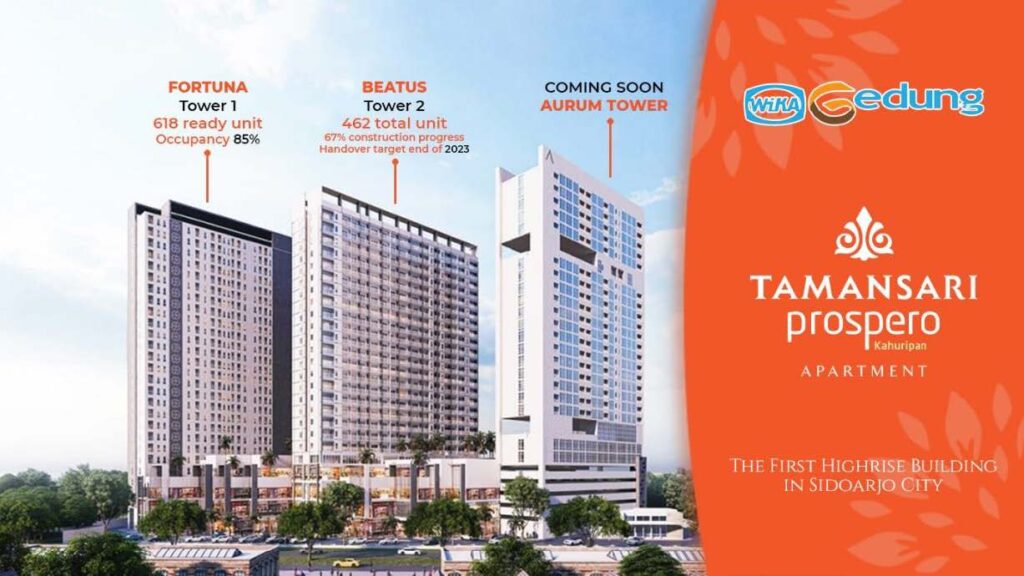 FORTUNA
Tower 1
618 ready unit
Occupancy 85%
BEATUS
Tower 2
462 total unit
67% construction progress
Handover target end of 2023
COMING SOON
AURUM TOWER
WIKA Gedung
TAMANSARI
prospero
Kahuripan
APARTMENT
THE FIRST HIGHRISE BUILDING
IN SIDOARJO CITY